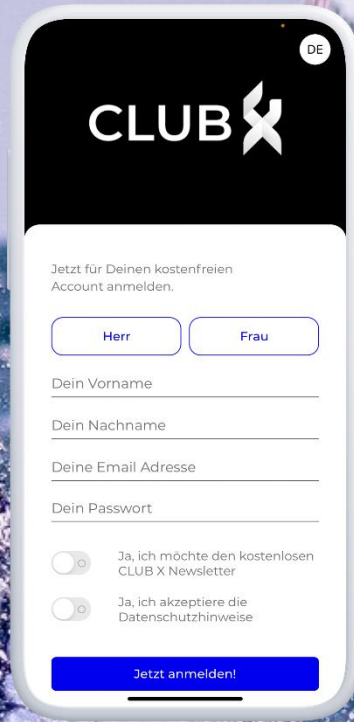 DE
CLUB X
Jetzt für Deinen kostenfreien
Account anmelden.
Herr
Frau
Dein Vorname
Dein Nachname
Deine Email Adresse
Dein Passwort
Ja, ich möchte den kostenlosen
CLUB X Newsletter
Ja, ich akzeptiere die
Datenschutzhinweise
Jetzt anmelden!